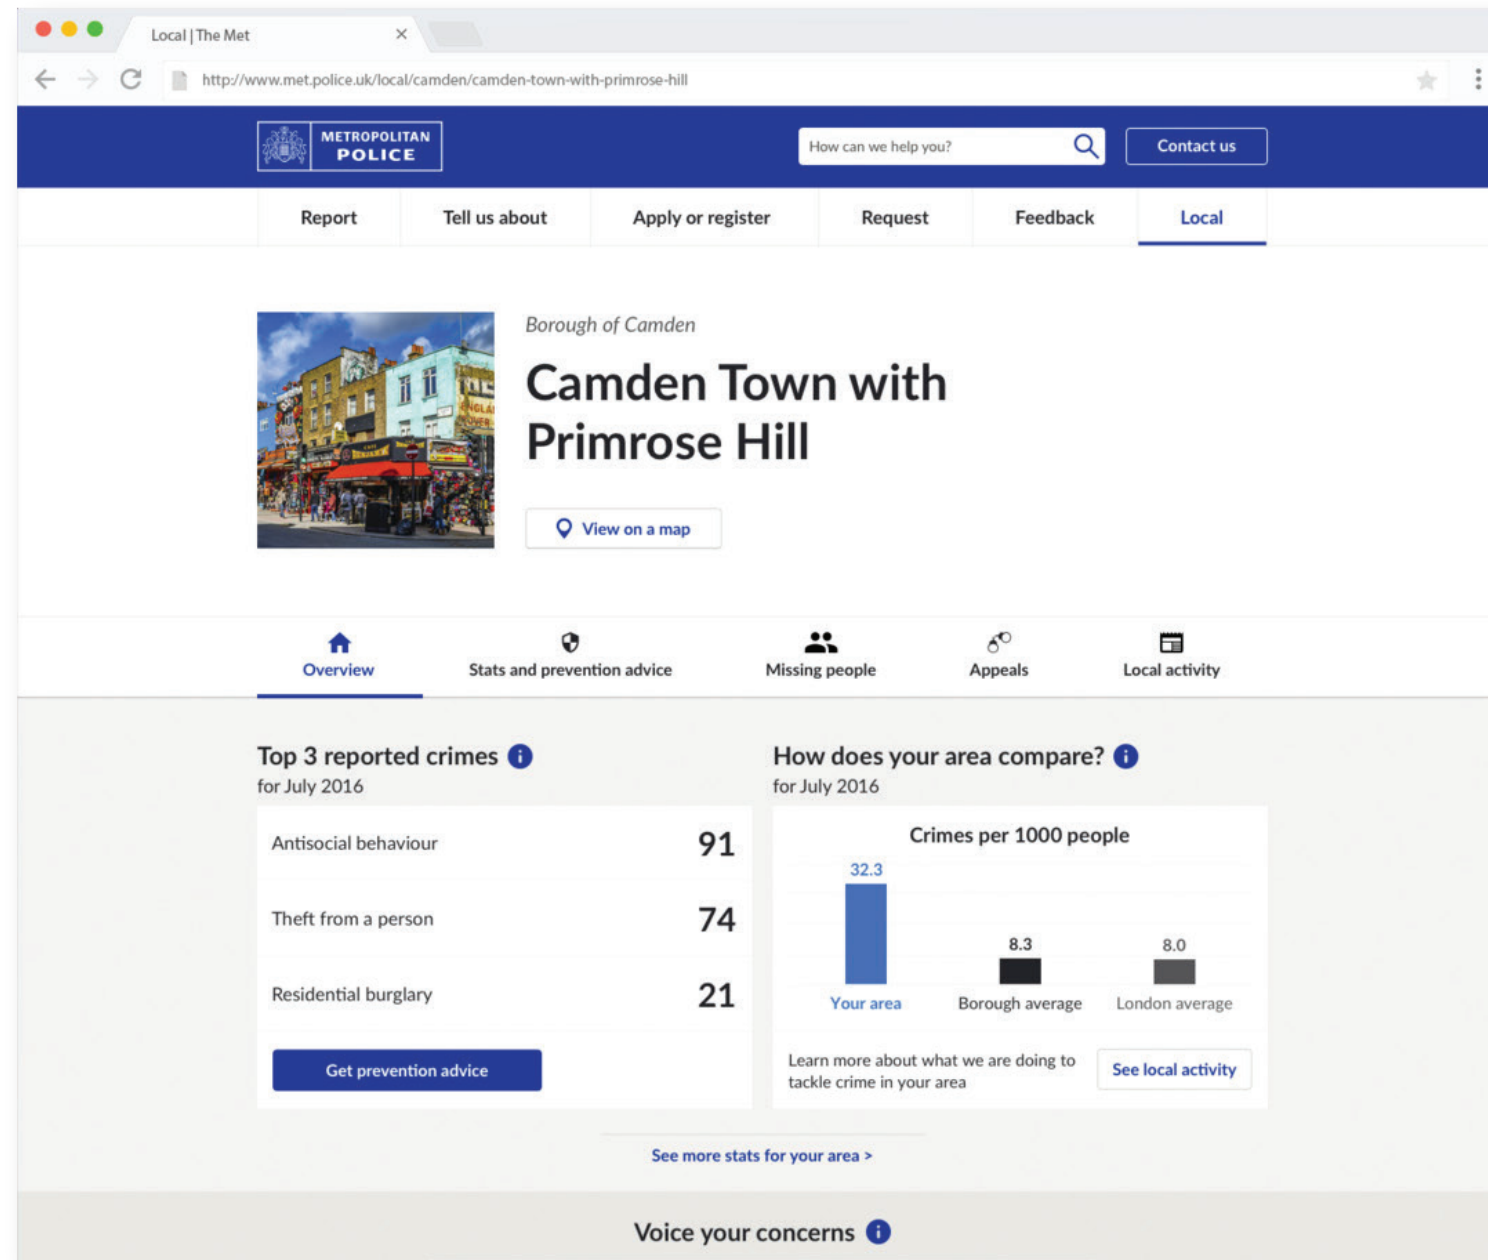 Local | The Met
http://www.met.police.uk/local/camden/camden-town-with-primrose-hill
METROPOLITAN
POLICE
How can we help you?
Contact us
Report
Tell us about
Apply or register
Request
Feedback
Local
Borough of Camden
Camden Town with
Primrose Hill
View on a map
Overview
Stats and prevention advice
Missing people
Appeals
Local activity
Top 3 reported crimes
for July 2016
Antisocial behaviour
91
Theft from a person
74
Residential burglary
21
Get prevention advice
How does your area compare?
for July 2016
Crimes per 1000 people
32.3
8.3
8.0
Your area
Borough average
London average
Learn more about what we are doing to
tackle crime in your area
See local activity
See more stats for your area >
Voice your concerns